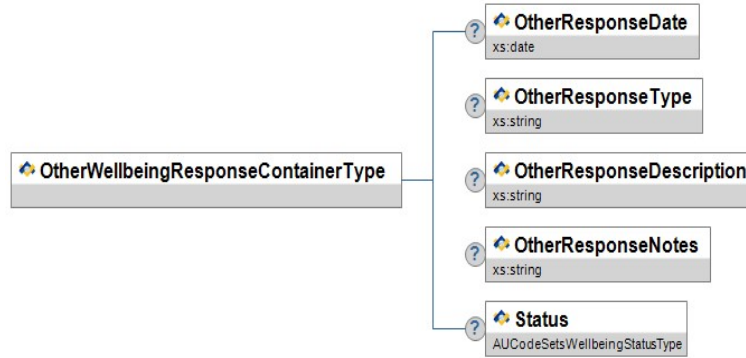 ? OtherResponseDate
xs:date
? OtherResponseType
xs:string
OtherWellbeingResponseContainerType
? OtherResponseDescription
xs:string
? OtherResponseNotes
xs:string
? Status
AUCodeSetsWellbeingStatusType